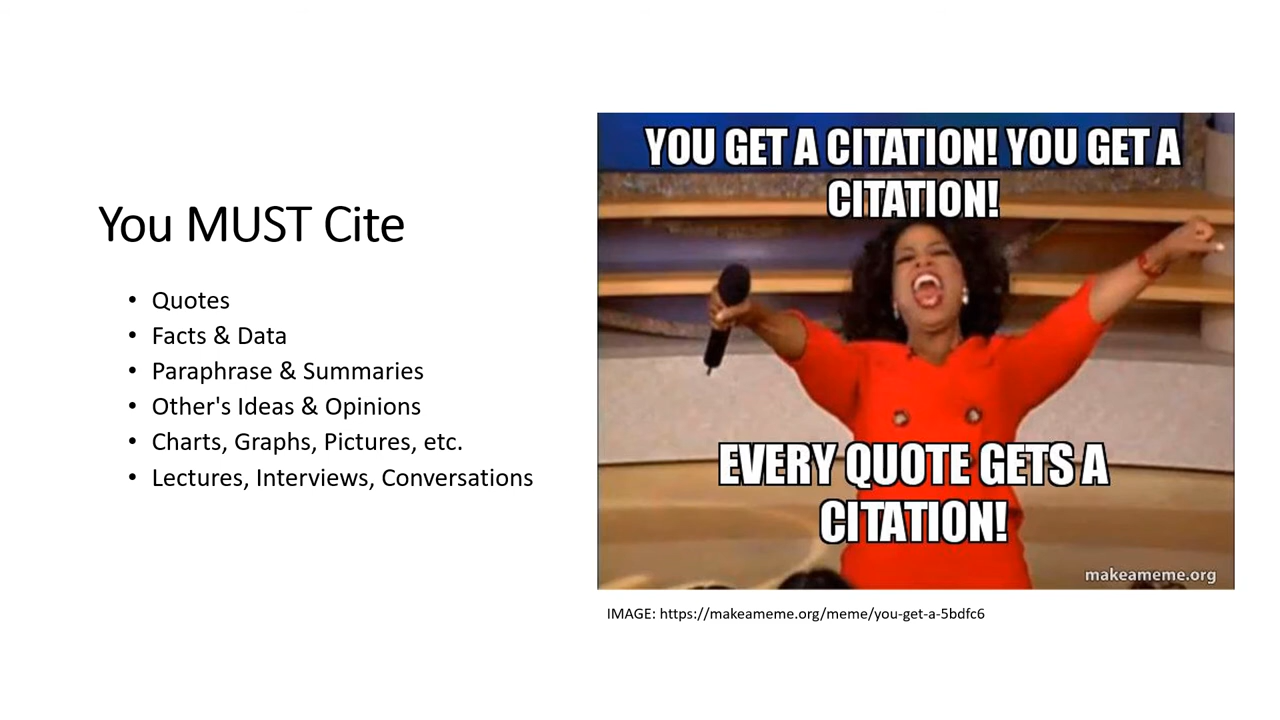 You MUST Cite
• Quotes
• Facts & Data
• Paraphrase & Summaries
• Other's Ideas & Opinions
• Charts, Graphs, Pictures, etc.
• Lectures, Interviews, Conversations
YOU GET A CITATION! YOU GET A
CITATION!
EVERY QUOTE GETS A
CITATION!
makeameme.org
IMAGE: https://makeameme.org/meme/you-get-a-5bdfc6